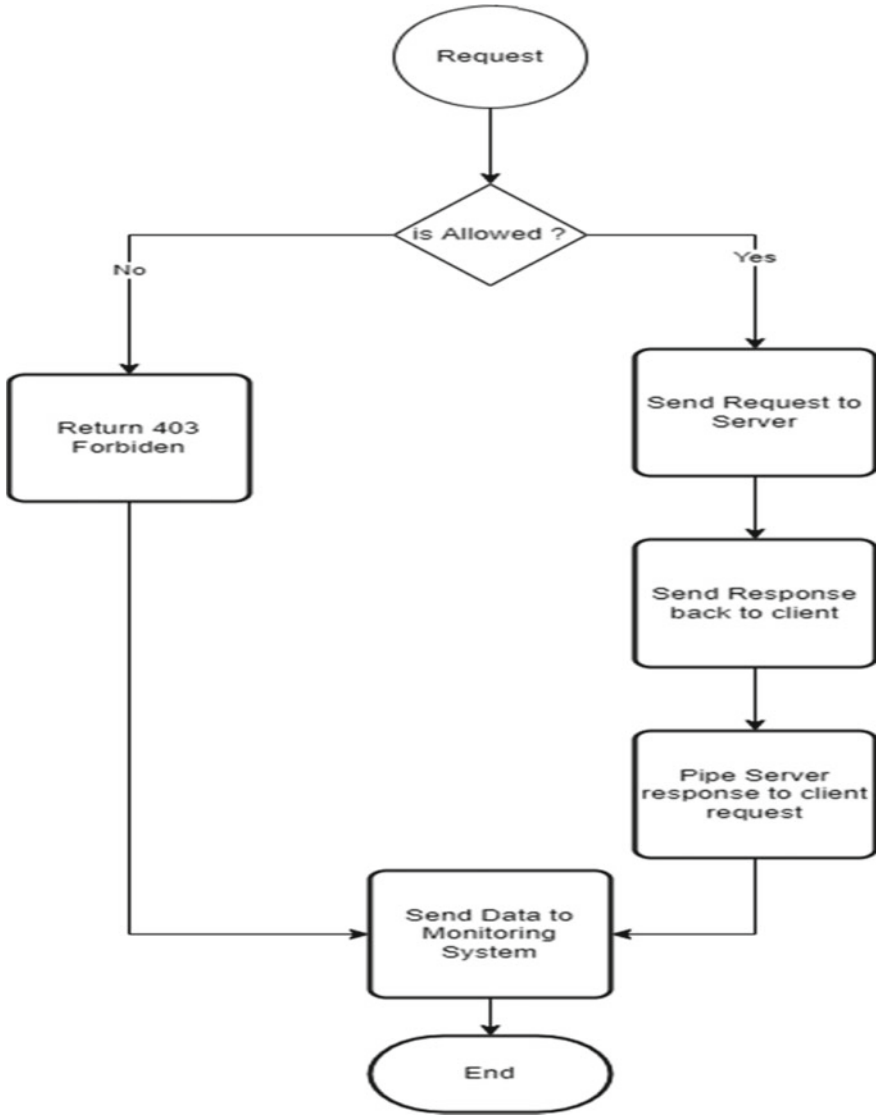 Request
is Allowed ?
No
Yes
Return 403
Forbiden
Send Request to
Server
Send Response
back to client
Pipe Server
response to client
request
Send Data to
Monitoring
System
End